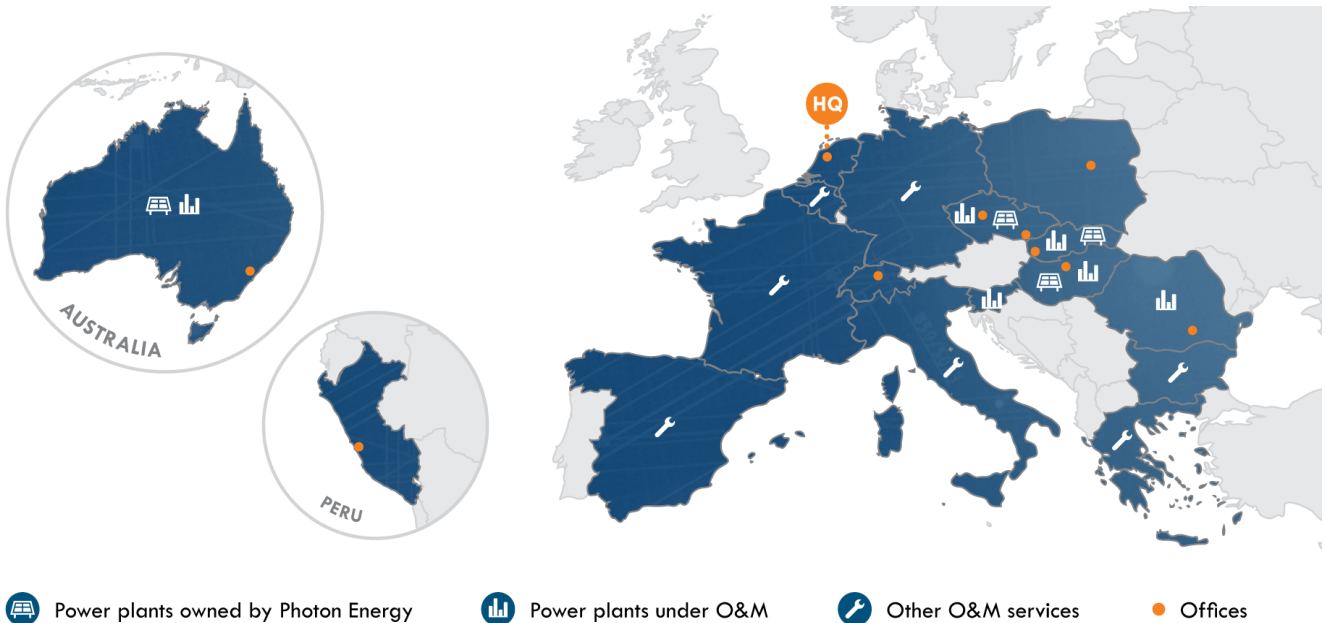 HQ
AUSTRALIA
PERU
Power plants owned by Photon Energy
Power plants under O&M
Other O&M services
Offices